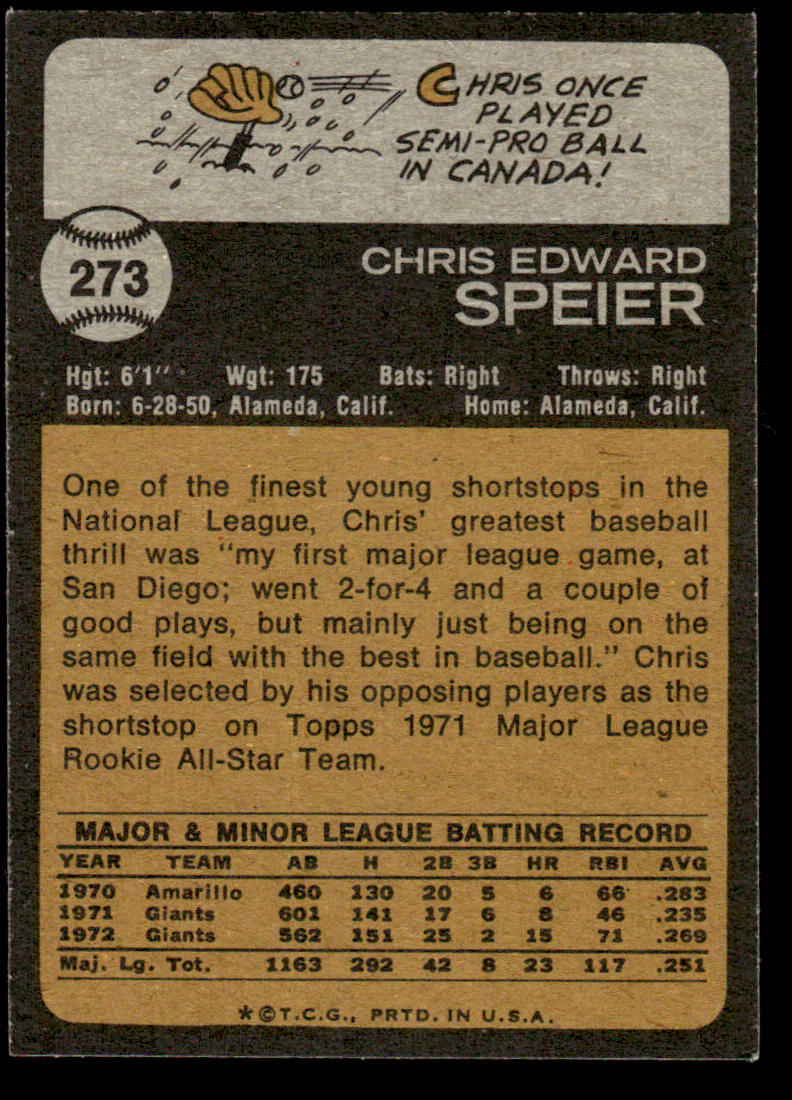 CHRIS ONCE
PLAYED
SEMI-PRO BALL
IN CANADA!
273
CHRIS EDWARD
SPEIER
Hgt: 6'1" Wgt: 175 Bats: Right Throws: Right
Born: 6-28-50, Alameda, Calif. Home: Alameda, Calif.
One of the finest young shortstops in the
National League, Chris' greatest baseball
thrill was "my first major league game, at
San Diego; went 2-for-4 and a couple of
good plays, but mainly just being on the
same field with the best in baseball." Chris
was selected by his opposing players as the
shortstop on Topps 1971 Major League
Rookie All-Star Team.
MAJOR & MINOR LEAGUE BATTING RECORD
YEAR TEAM AB H 2B 3B HR RBI AVG
1970 Amarillo 460 130 20 5 6 66 .283
1971 Giants 601 141 17 6 8 46 .235
1972 Giants 562 151 25 2 15 71 .269
Maj. Lg. Tot. 1163 292 42 8 23 117 .251
*©T.C.G., PRTD. IN U.S.A.